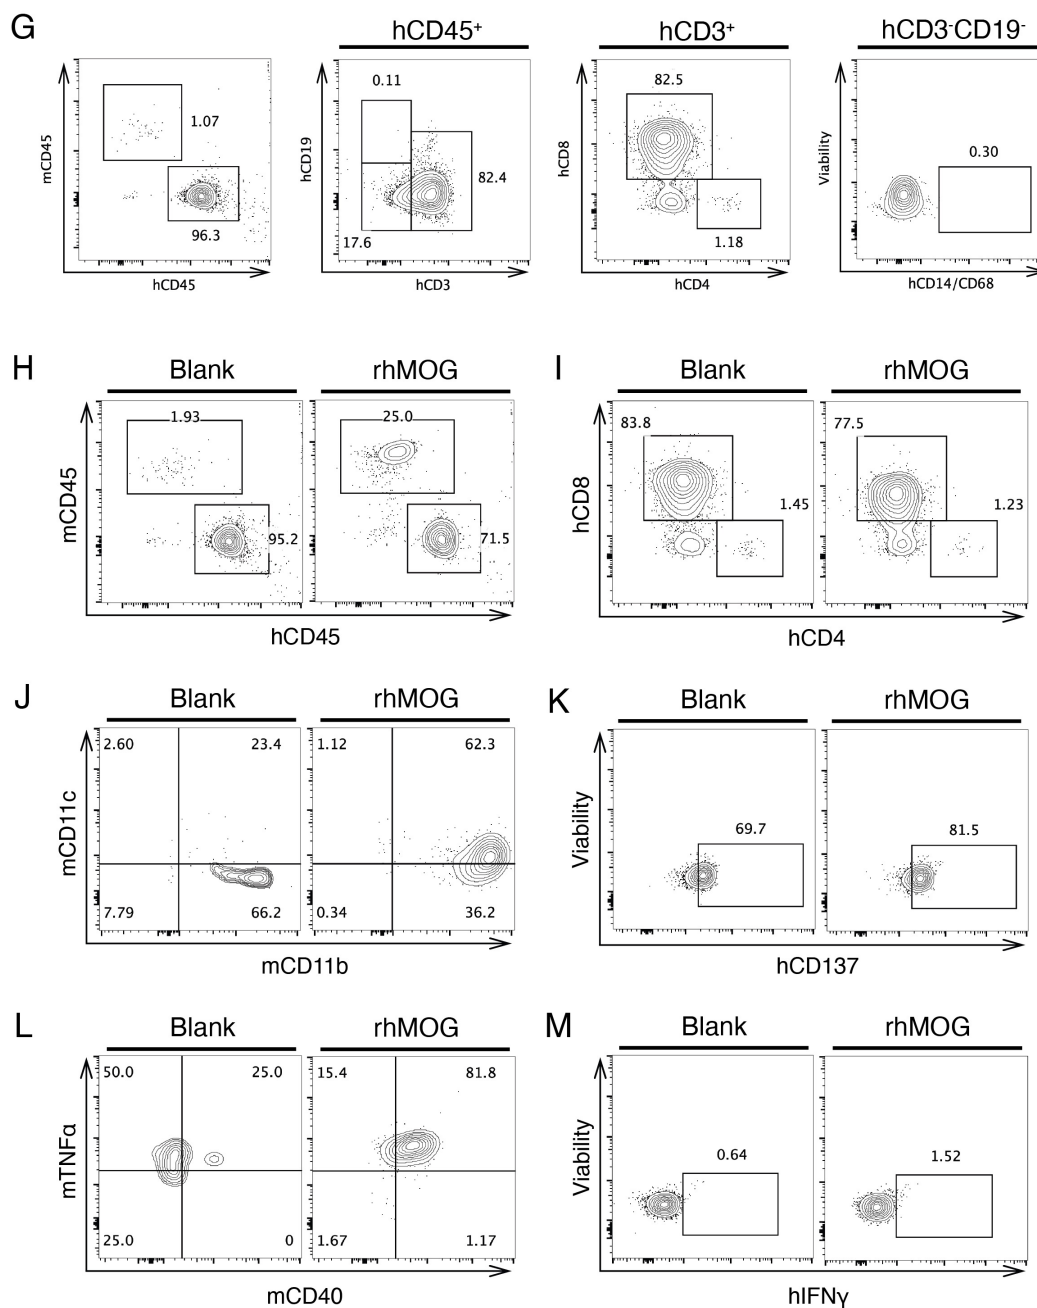 G
hCD45⁺
hCD3⁺
hCD3⁻CD19⁻
mCD45
1.07
96.3
hCD45
hCD19
0.11
82.4
17.6
hCD3
hCD8
82.5
1.18
hCD4
Viability
0.30
hCD14/CD68
H
Blank
rhMOG
mCD45
1.93
95.2
25.0
71.5
hCD45
I
Blank
rhMOG
hCD8
83.8
1.45
77.5
1.23
hCD4
J
Blank
rhMOG
mCD11c
2.60
23.4
7.79
66.2
1.12
62.3
0.34
36.2
mCD11b
K
Blank
rhMOG
Viability
69.7
81.5
hCD137
L
Blank
rhMOG
mTNFα
50.0
25.0
25.0
0
15.4
81.8
1.67
1.17
mCD40
M
Blank
rhMOG
Viability
0.64
1.52
hIFNγ